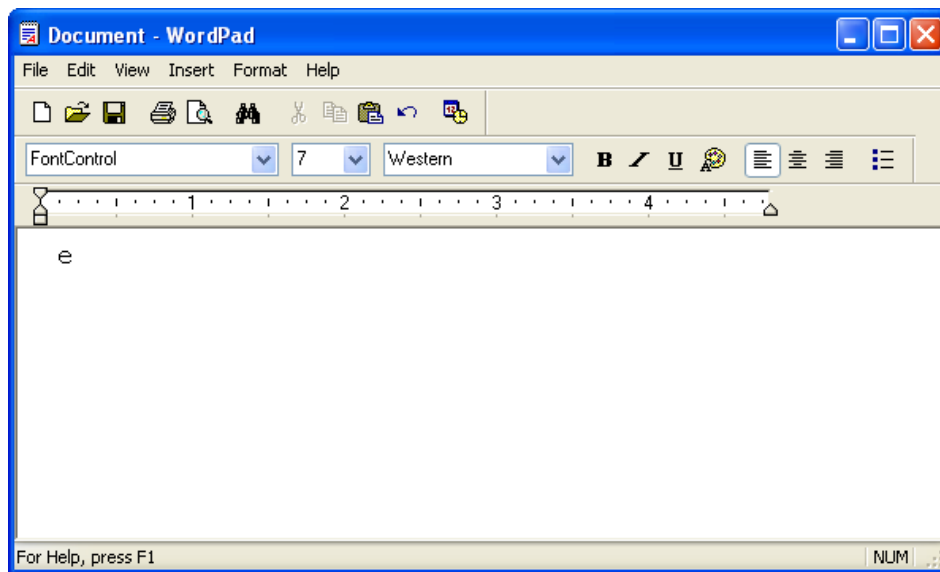 Document - WordPad
File Edit View Insert Format Help
FontControl 7 Western B I U
1 2 3 4
e
For Help, press F1 NUM